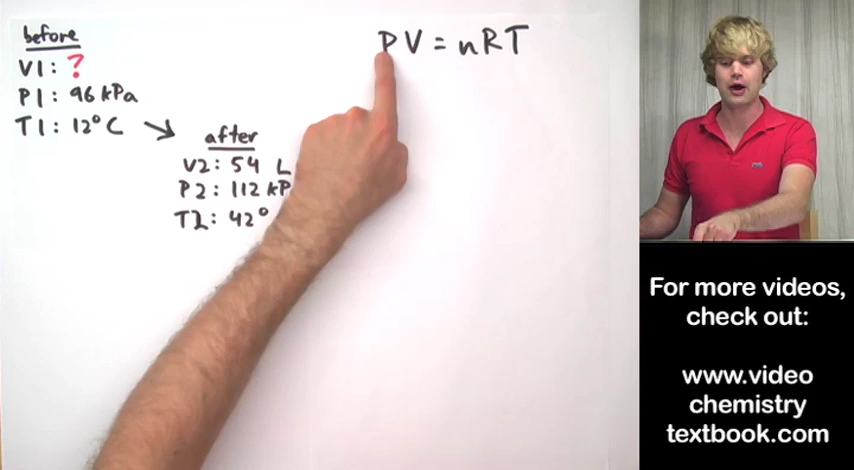 before
V1: ?
P1: 96 kPa
T1: 12°C
after
V2: 54 L
P2: 112 kP
T2: 42°
PV = nRT
For more videos,
check out:
www.video
chemistry
textbook.com